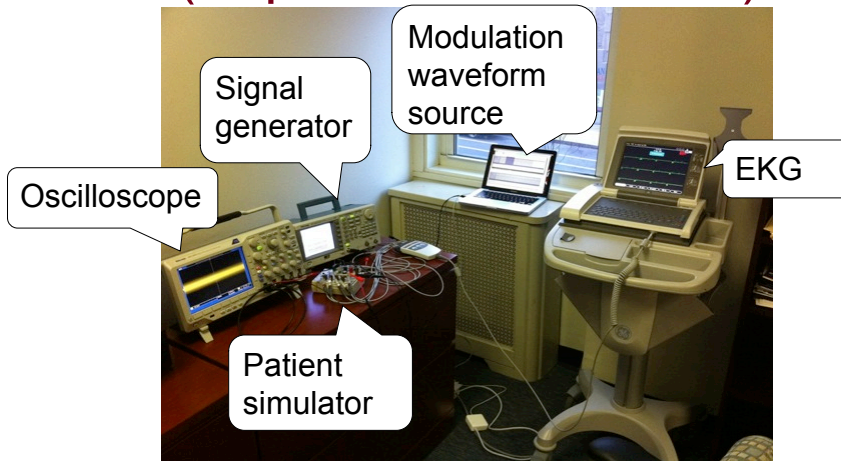 Modulation
waveform
source
Signal
generator
EKG
Oscilloscope
Patient
simulator